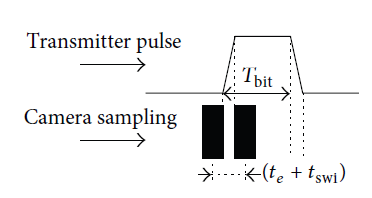 Transmitter pulse
T_bit
Camera sampling
(t_e + t_swi)